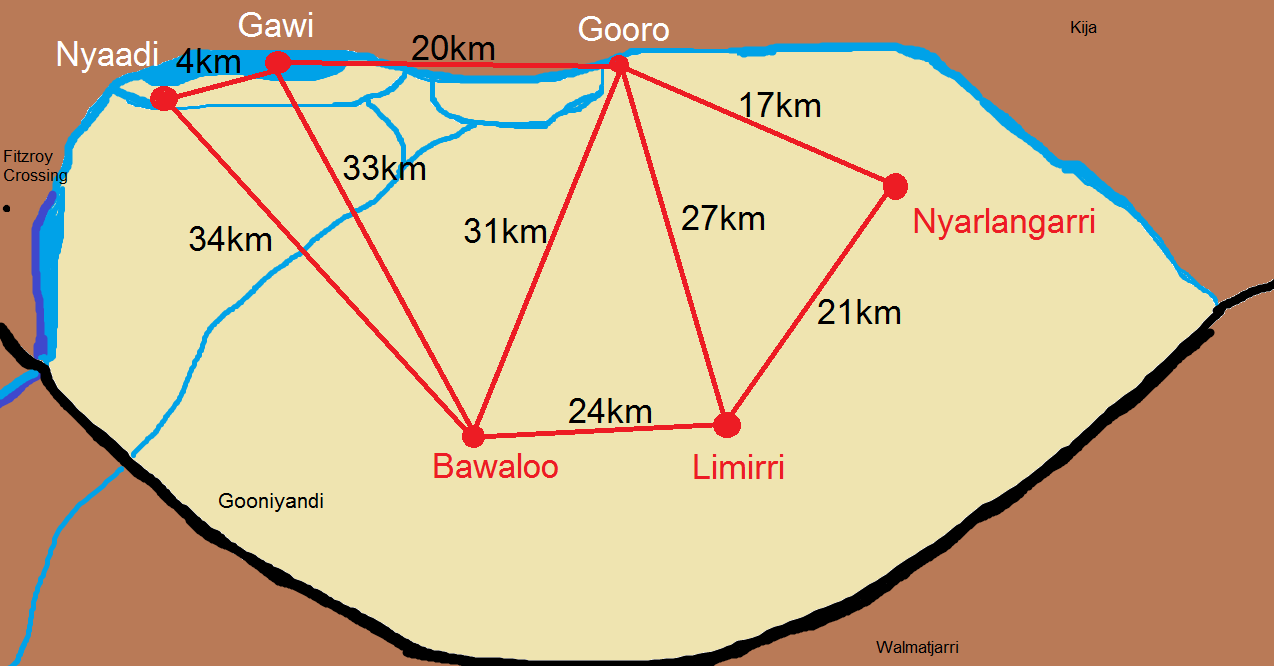 Gawi
Kija
Gooro
Nyaadi
20km
4km
17km
Fitzroy
Crossing
33km
31km
27km
Nyarlangarri
34km
21km
24km
Bawaloo
Limirri
Gooniyandi
Walmatjarri